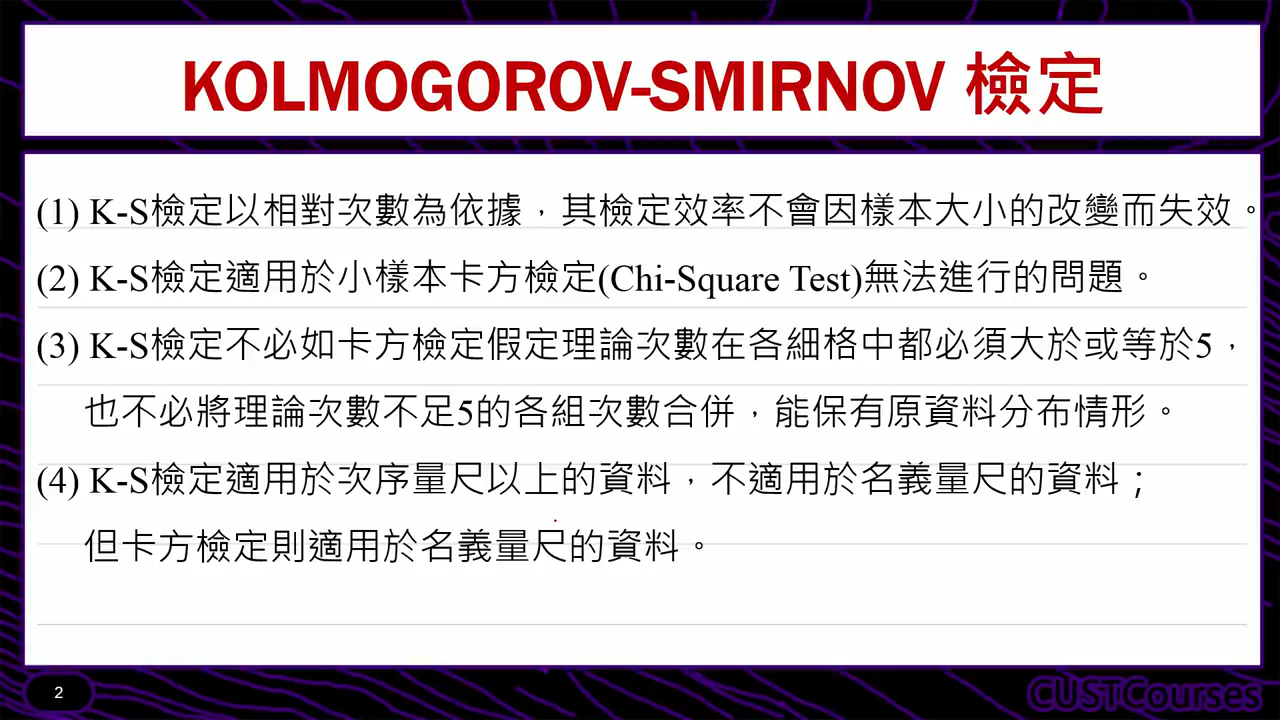 KOLMOGOROV-SMIRNOV 檢定
(1) K-S檢定以相對次數為依據，其檢定效率不會因樣本大小的改變而失效。
(2) K-S檢定適用於小樣本卡方檢定(Chi-Square Test)無法進行的問題。
(3) K-S檢定不必如卡方檢定假定理論次數在各細格中都必須大於或等於5，
也不必將理論次數不足5的各組次數合併，能保有原資料分布情形。
(4) K-S檢定適用於次序量尺以上的資料，不適用於名義量尺的資料；
但卡方檢定則適用於名義量尺的資料。
2
CUSTCourses